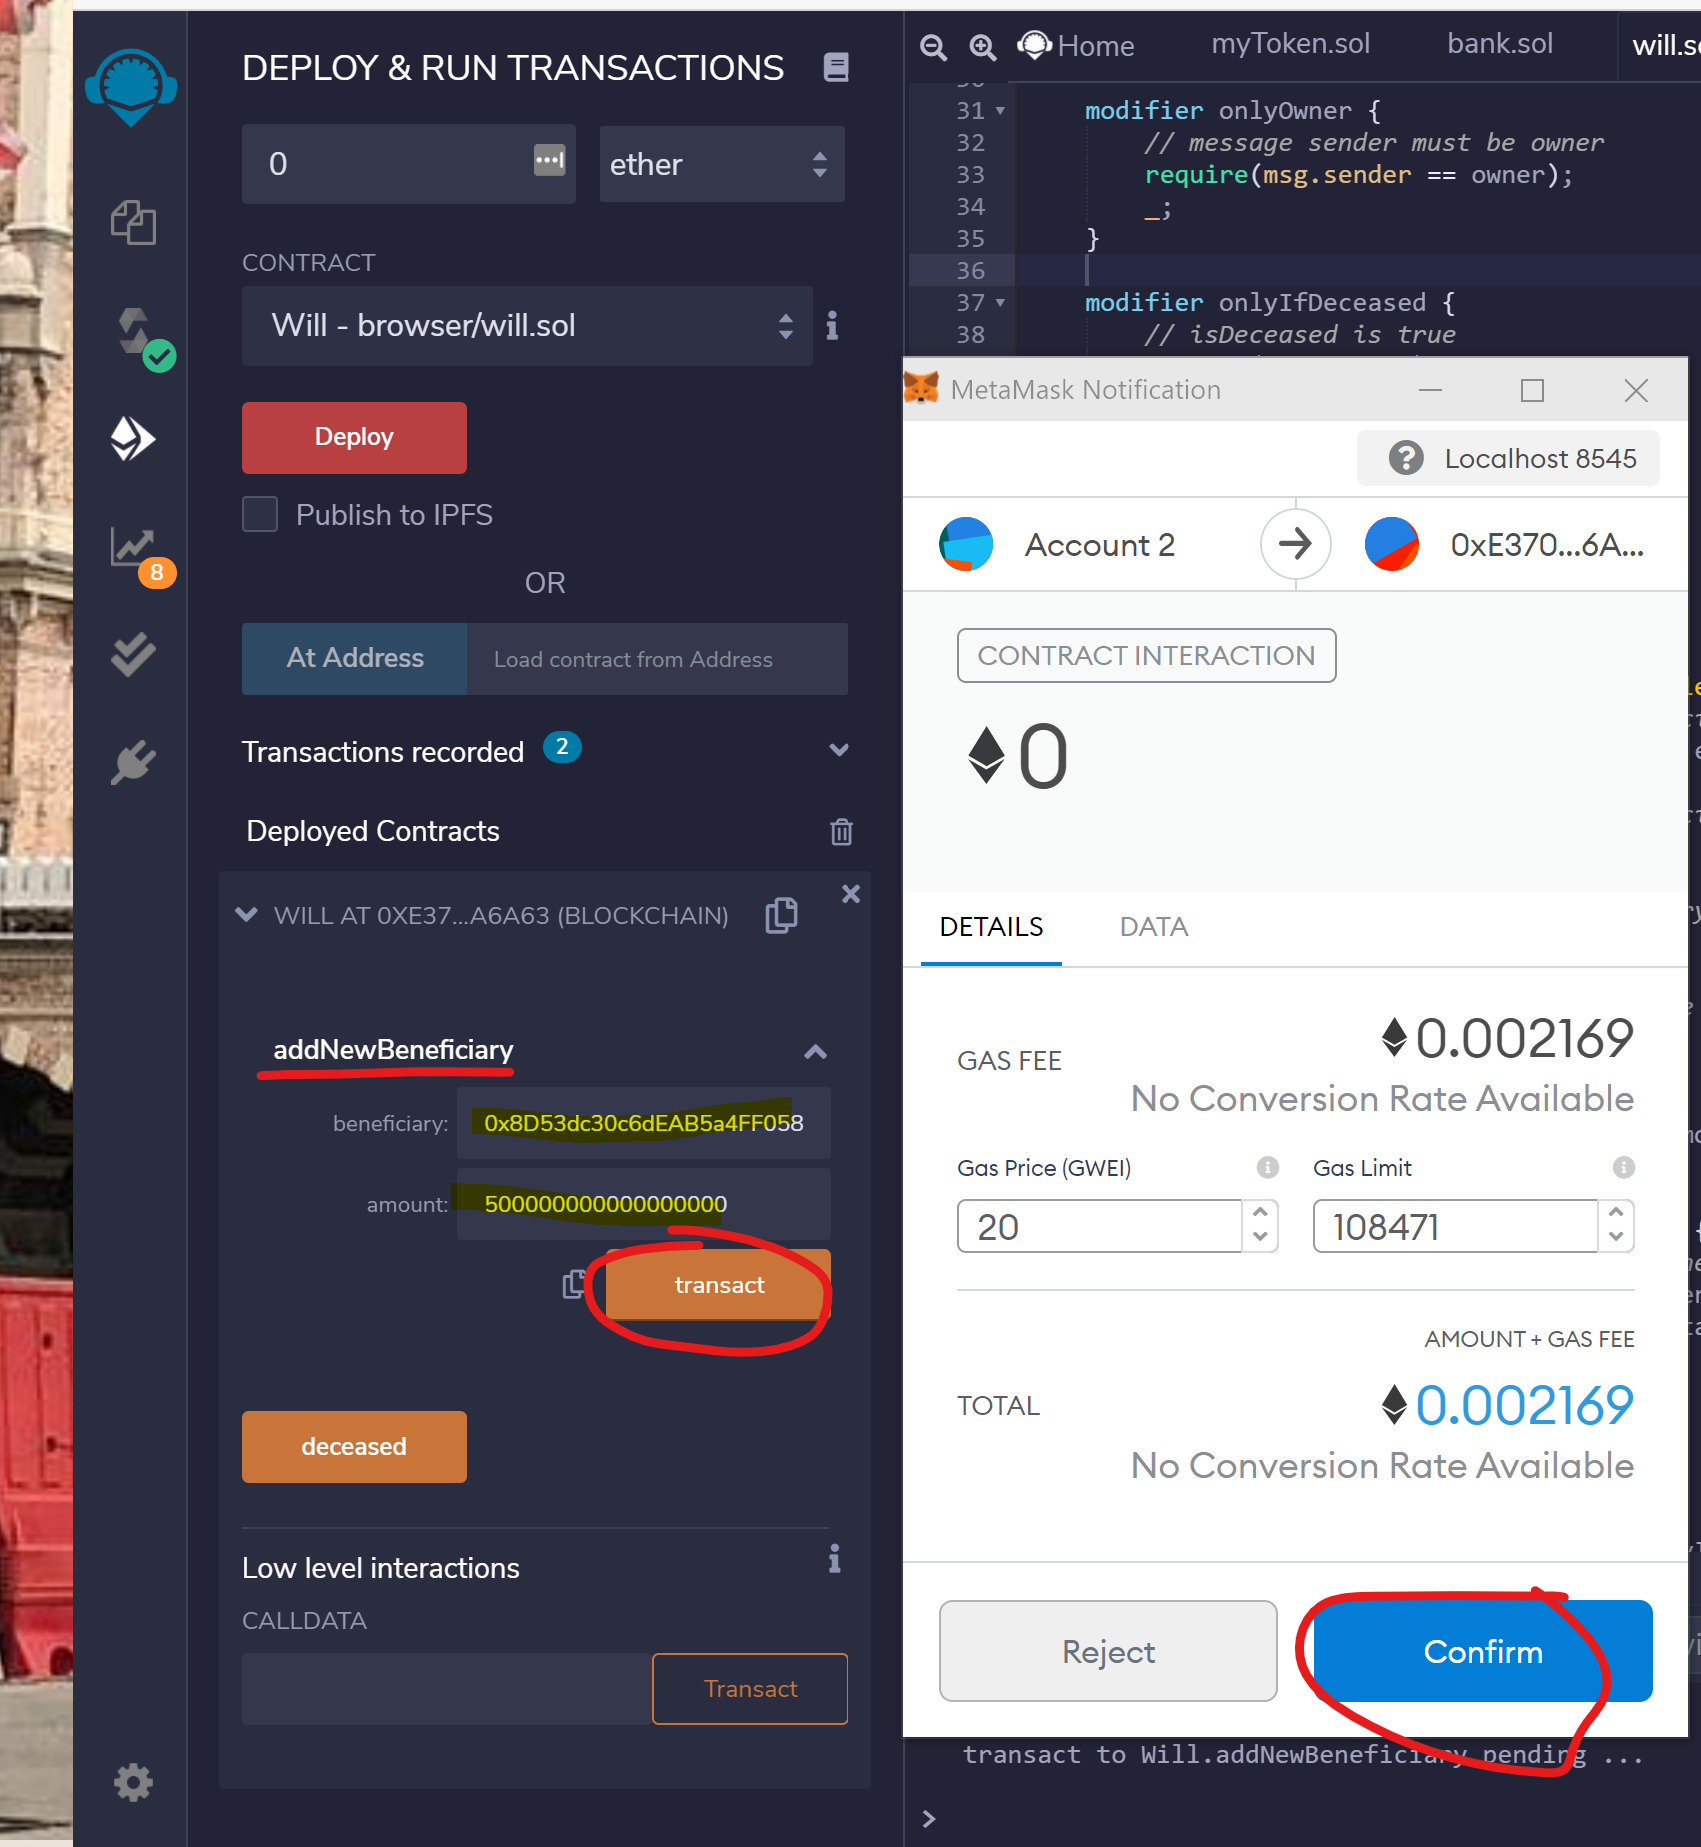 DEPLOY & RUN TRANSACTIONS
0
ether
CONTRACT
Will - browser/will.sol
Deploy
Publish to IPFS
8
OR
At Address
Load contract from Address
Transactions recorded 2
Deployed Contracts
WILL AT 0XE37...A6A63 (BLOCKCHAIN)
addNewBeneficiary
beneficiary: 0x8D53dc30c6dEAB5a4FF058
amount: 500000000000000000
transact
deceased
Low level interactions
CALLDATA
Transact
Home
myToken.sol
bank.sol
31 modifier onlyOwner {
32 // message sender must be owner
33 require(msg.sender == owner);
34 _;
35 }
36
37 modifier onlyIfDeceased {
38 // isDeceased is true
MetaMask Notification
Localhost 8545
Account 2
0xE370...6A...
CONTRACT INTERACTION
0
DETAILS
DATA
GAS FEE
0.002169
No Conversion Rate Available
Gas Price (GWEI)
Gas Limit
20
108471
AMOUNT + GAS FEE
TOTAL
0.002169
No Conversion Rate Available
Reject
Confirm
transact to Will.addNewBeneficiary pending ...
>